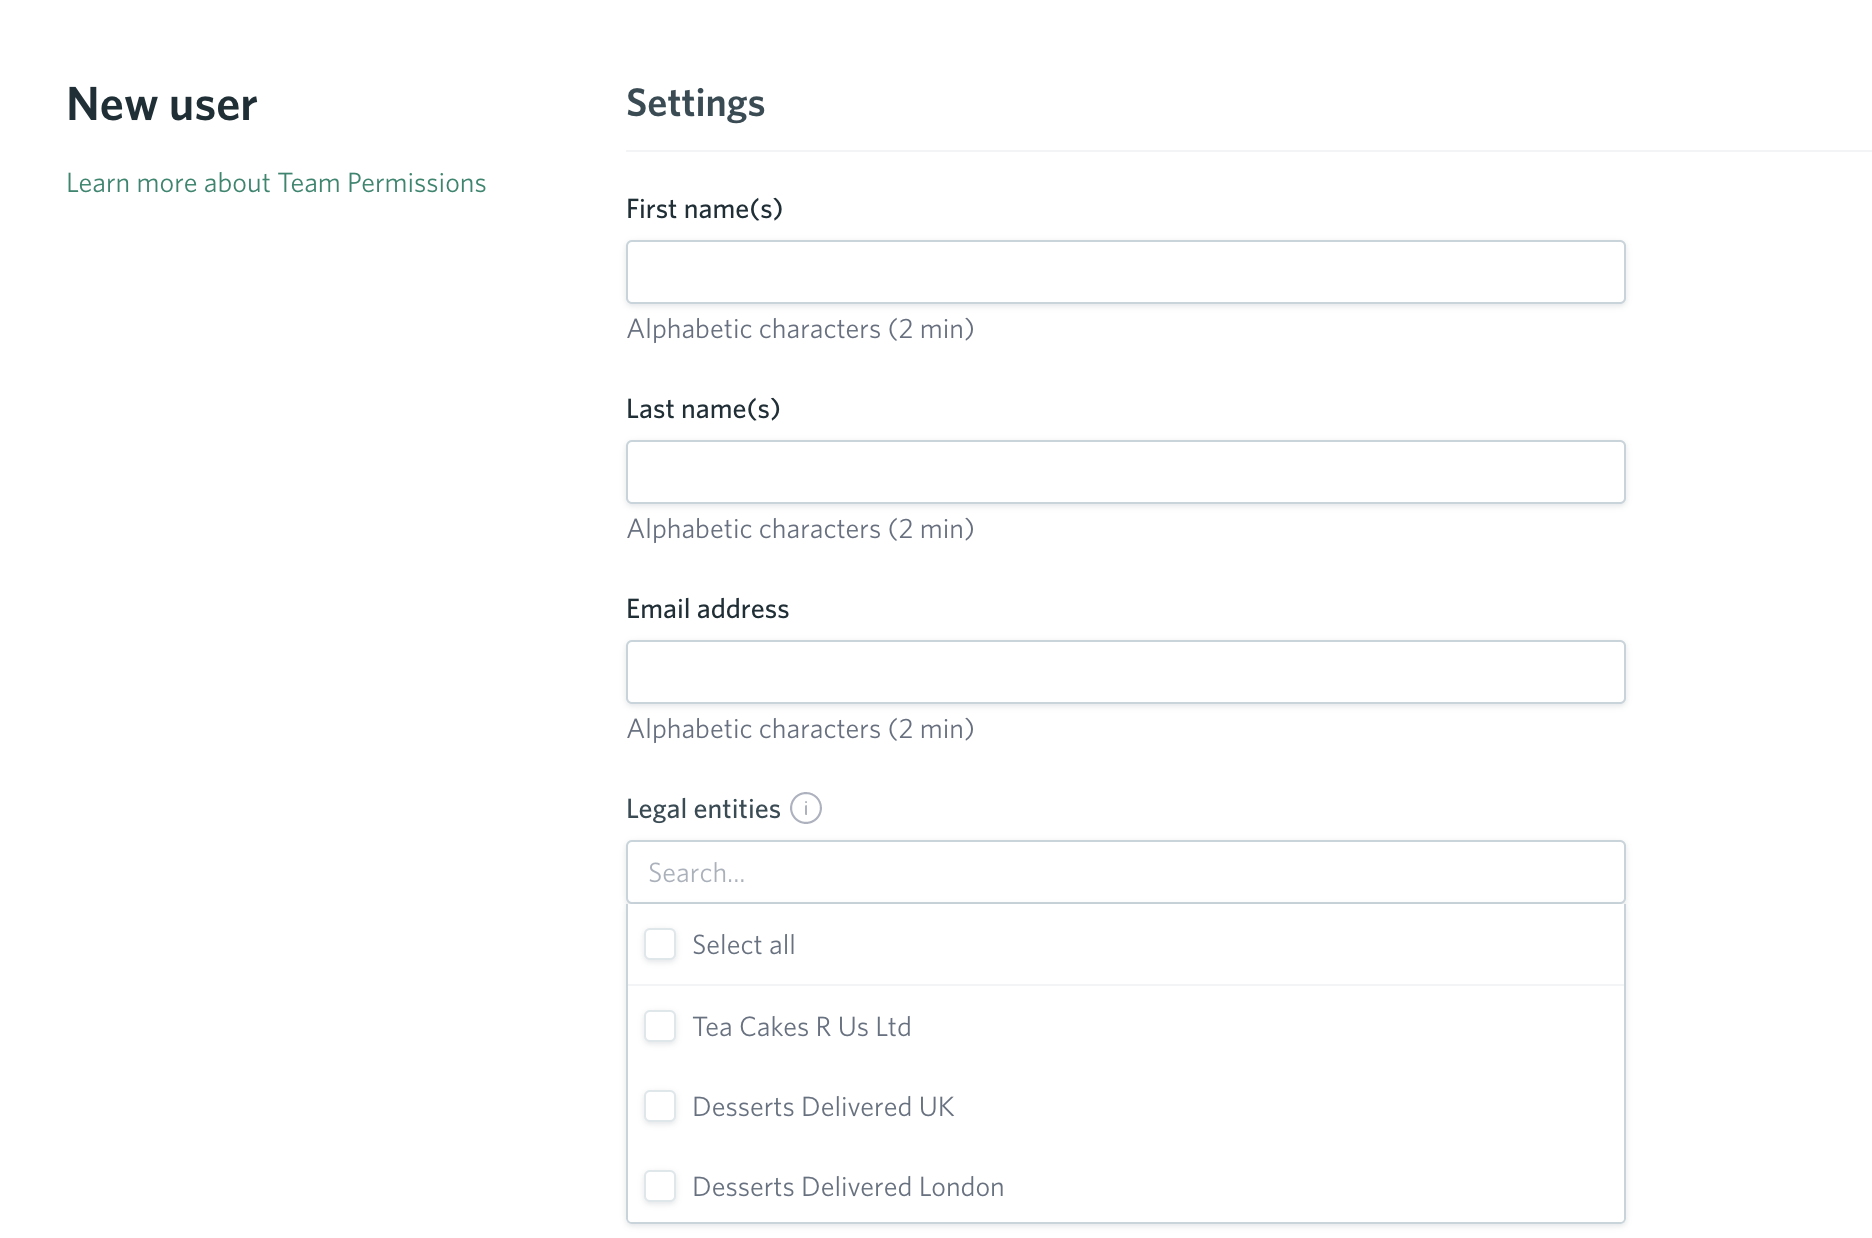 New user
Learn more about Team Permissions
Settings
First name(s)
Alphabetic characters (2 min)
Last name(s)
Alphabetic characters (2 min)
Email address
Alphabetic characters (2 min)
Legal entities i
Search...
Select all
Tea Cakes R Us Ltd
Desserts Delivered UK
Desserts Delivered London